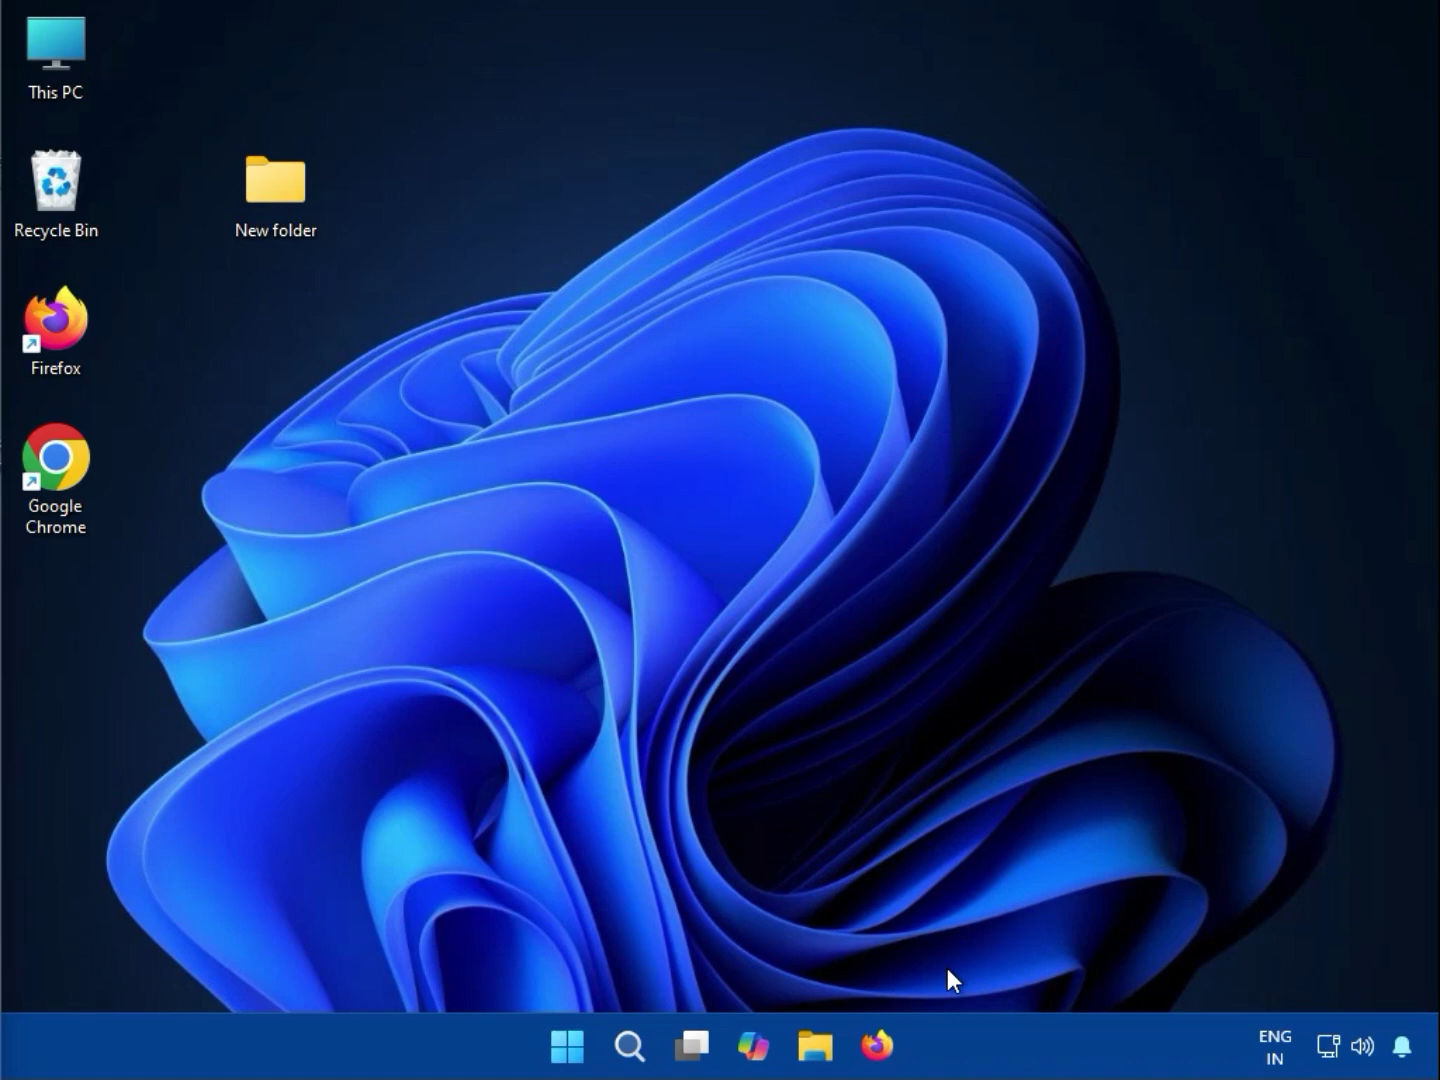 This PC
Recycle Bin
New folder
Firefox
Google
Chrome
ENG
IN